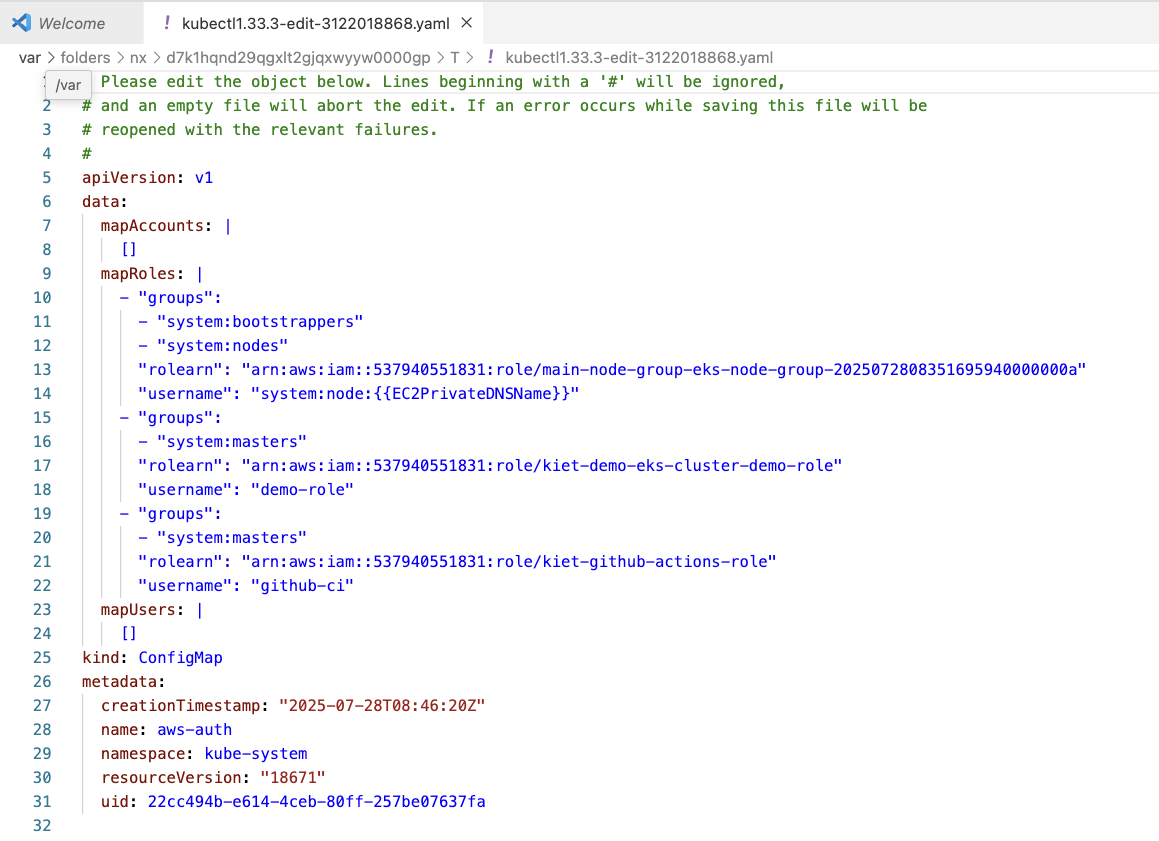 Welcome
! kubectl1.33.3-edit-3122018868.yaml ×
var > folders > nx > d7k1hqnd29qgxlt2gjqxwyyw0000gp > T > ! kubectl1.33.3-edit-3122018868.yaml
/var
Please edit the object below. Lines beginning with a '#' will be ignored,
2 # and an empty file will abort the edit. If an error occurs while saving this file will be
3 # reopened with the relevant failures.
4 #
5 apiVersion: v1
6 data:
7   mapAccounts: |
8     []
9   mapRoles: |
10     - "groups":
11       - "system:bootstrappers"
12       - "system:nodes"
13       "rolearn": "arn:aws:iam::537940551831:role/main-node-group-eks-node-group-20250728083516959400000000a"
14       "username": "system:node:{{EC2PrivateDNSName}}"
15     - "groups":
16       - "system:masters"
17       "rolearn": "arn:aws:iam::537940551831:role/kiet-demo-eks-cluster-demo-role"
18       "username": "demo-role"
19     - "groups":
20       - "system:masters"
21       "rolearn": "arn:aws:iam::537940551831:role/kiet-github-actions-role"
22       "username": "github-ci"
23   mapUsers: |
24     []
25 kind: ConfigMap
26 metadata:
27   creationTimestamp: "2025-07-28T08:46:20Z"
28   name: aws-auth
29   namespace: kube-system
30   resourceVersion: "18671"
31   uid: 22cc494b-e614-4ceb-80ff-257be07637fa
32